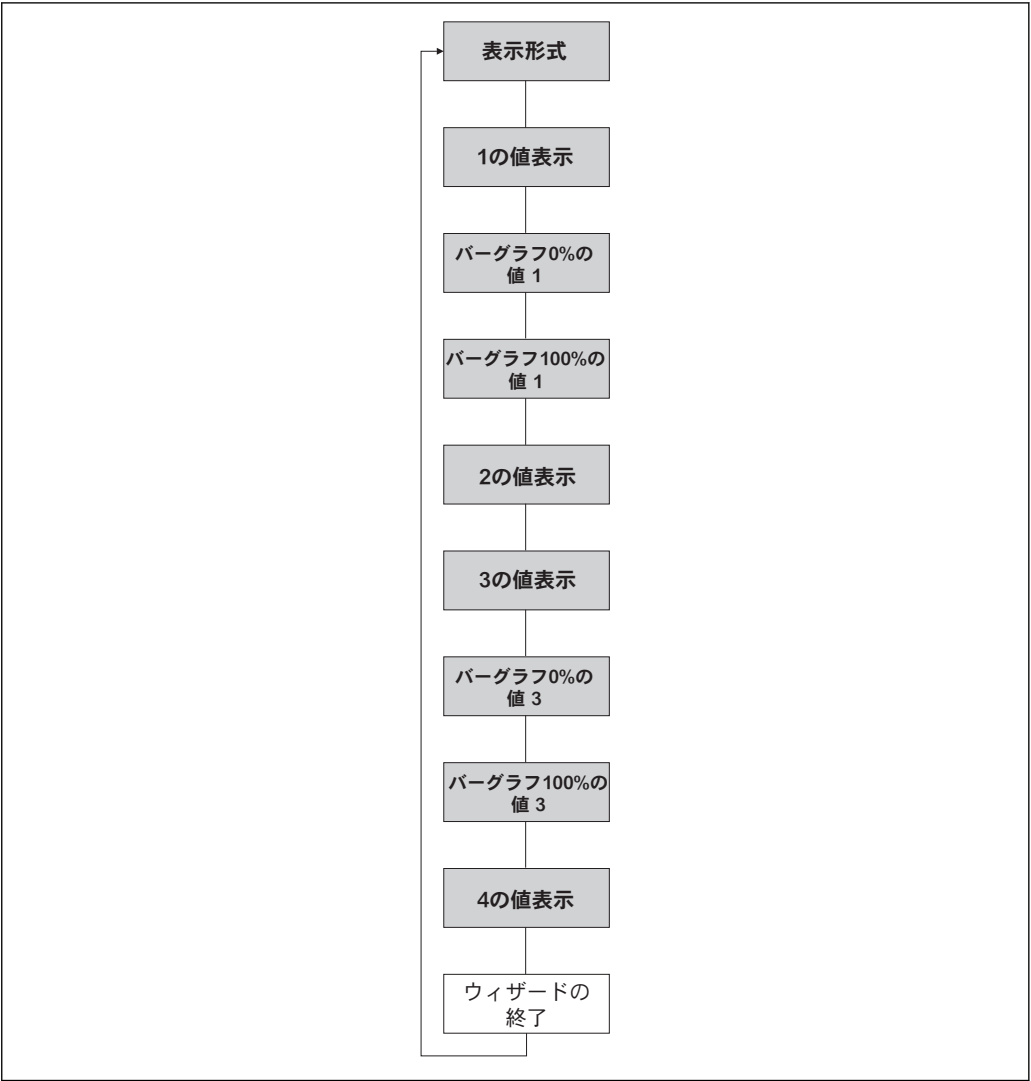 表示形式
1の値表示
バーグラフ0%の
値 1
バーグラフ100%の
値 1
2の値表示
3の値表示
バーグラフ0%の
値 3
バーグラフ100%の
値 3
4の値表示
ウィザードの
終了